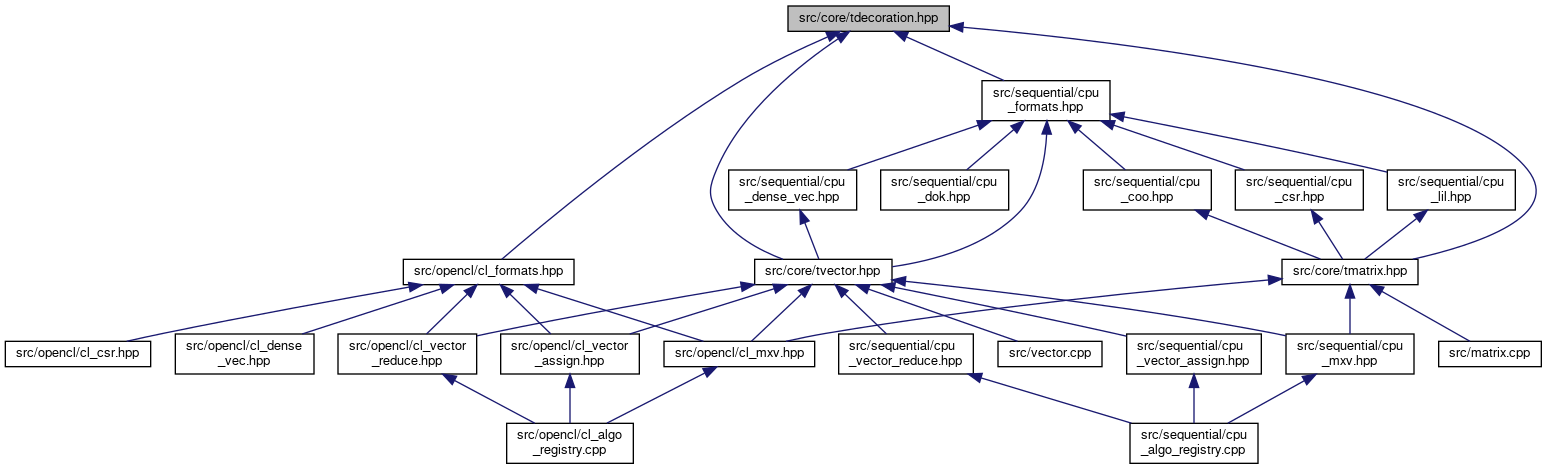 src/core/tdecoration.hpp
src/sequential/cpu
_formats.hpp
src/sequential/cpu
_dense_vec.hpp
src/sequential/cpu
_dok.hpp
src/sequential/cpu
_coo.hpp
src/sequential/cpu
_csr.hpp
src/sequential/cpu
_lil.hpp
src/opencl/cl_formats.hpp
src/core/tvector.hpp
src/core/tmatrix.hpp
src/opencl/cl_csr.hpp
src/opencl/cl_dense
_vec.hpp
src/opencl/cl_vector
_reduce.hpp
src/opencl/cl_vector
_assign.hpp
src/opencl/cl_mxv.hpp
src/sequential/cpu
_vector_reduce.hpp
src/vector.cpp
src/sequential/cpu
_vector_assign.hpp
src/sequential/cpu
_mxv.hpp
src/matrix.cpp
src/opencl/cl_algo
_registry.cpp
src/sequential/cpu
_algo_registry.cpp